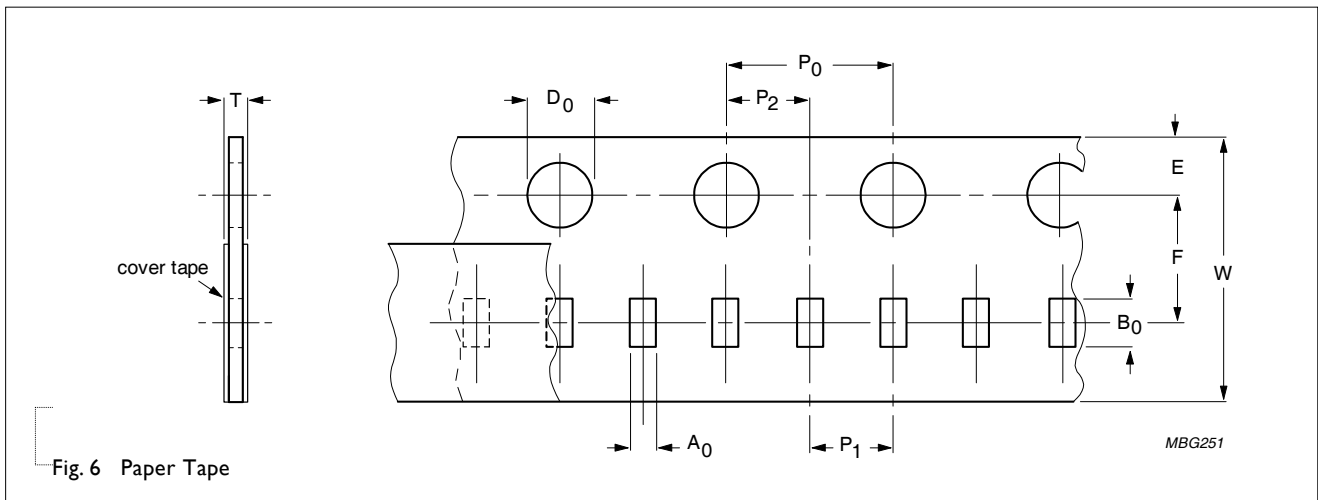 P0
T
D0
P2
E
F
W
cover tape
B0
A0
P1
MBG251
Fig. 6 Paper Tape